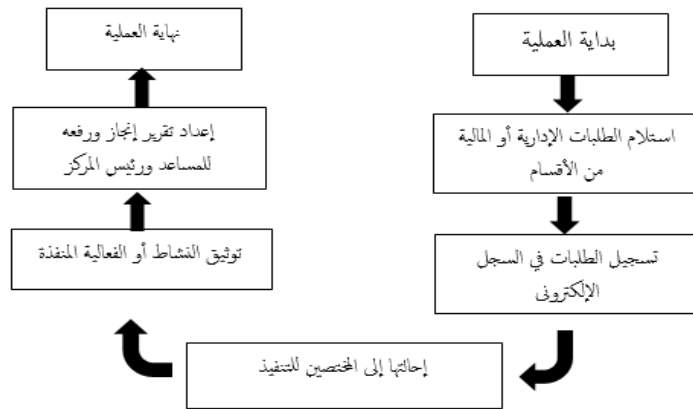 بداية العملية
استلام الطلبات الإدارية أو المالية
من الأقسام
تسجيل الطلبات في السجل
الإلكترونى
إحالتها إلى المختصين للتنفيذ
توثيق النشاط أو الفعالية المنفذة
إعداد تقرير إنجاز ورفعه
للمساعد ورئيس المركز
نهاية العملية